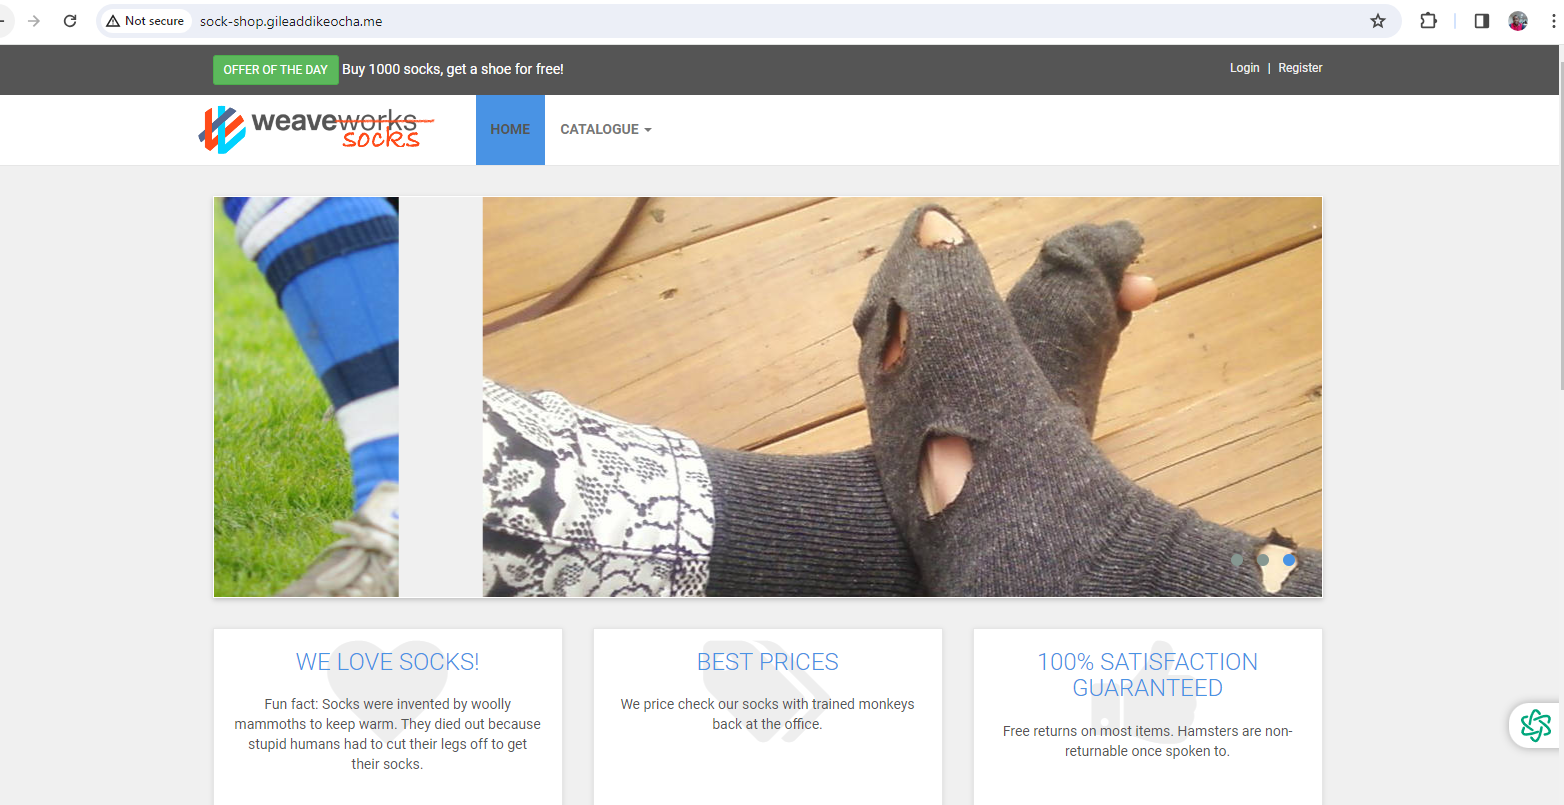 Not secure sock-shop.gileaddikeocha.me
OFFER OF THE DAY Buy 1000 socks, get a shoe for free!
Login | Register
weaveworks
socks
HOME
CATALOGUE
WE LOVE SOCKS!
Fun fact: Socks were invented by woolly
mammoths to keep warm. They died out because
stupid humans had to cut their legs off to get
their socks.
BEST PRICES
We price check our socks with trained monkeys
back at the office.
100% SATISFACTION
GUARANTEED
Free returns on most items. Hamsters are non-
returnable once spoken to.